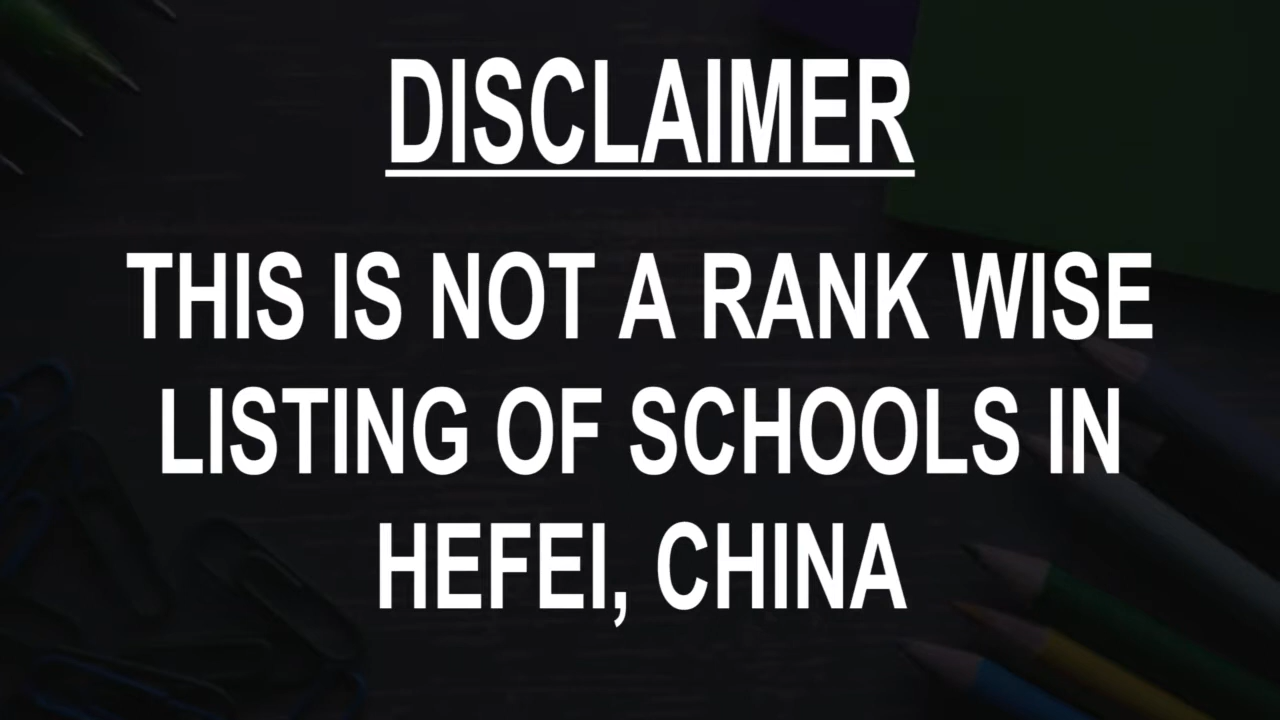 DISCLAIMER
THIS IS NOT A RANK WISE
LISTING OF SCHOOLS IN
HEFEI, CHINA